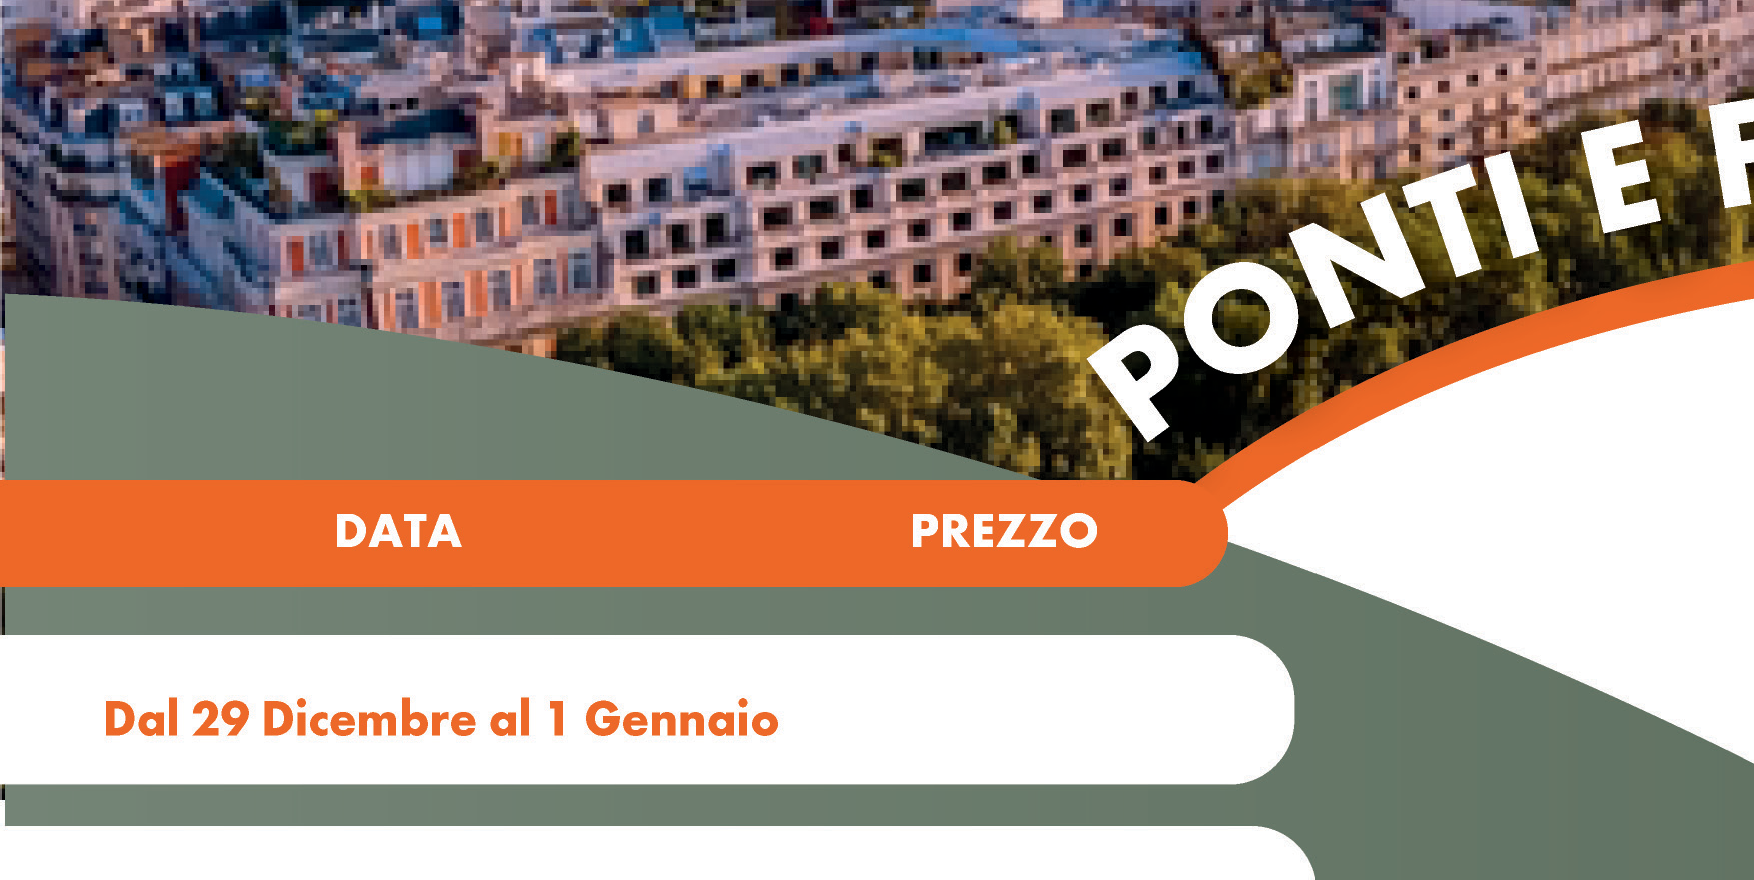 PONTI E
DATA PREZZO
Dal 29 Dicembre al 1 Gennaio